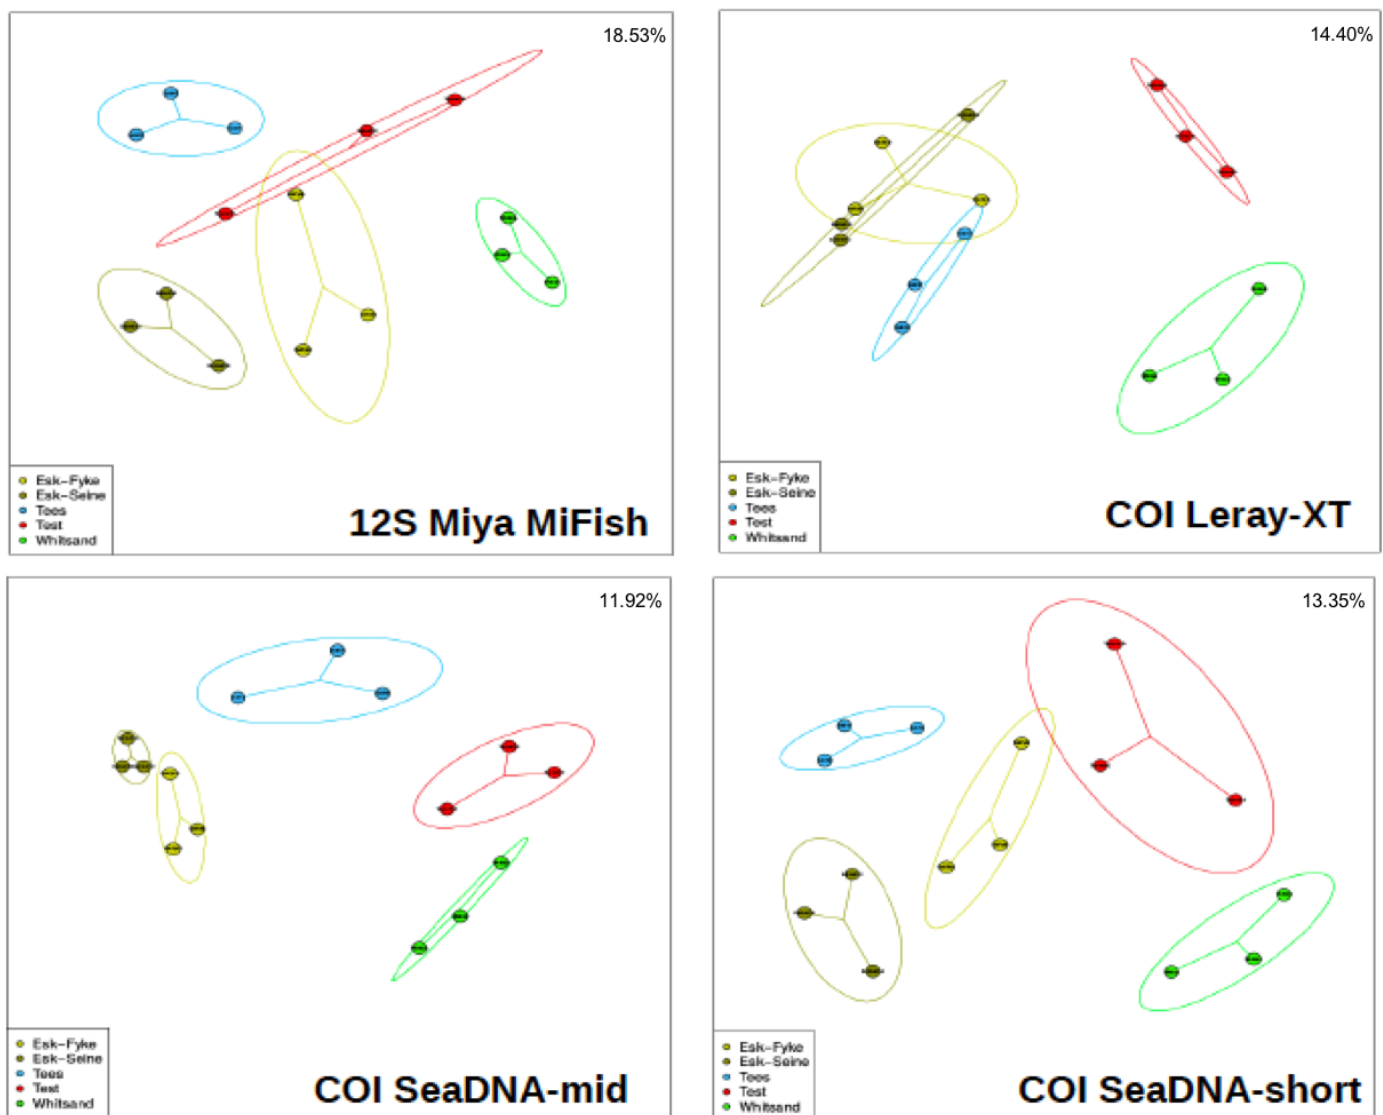 18.53%
Esk-Fyke
Esk-Seine
Tees
Test
Whitsand
12S Miya MiFish
14.40%
Esk-Fyke
Esk-Seine
Tees
Test
Whitsand
COI Leray-XT
11.92%
Esk-Fyke
Esk-Seine
Tees
Test
Whitsand
COI SeaDNA-mid
13.35%
Esk-Fyke
Esk-Seine
Tees
Test
Whitsand
COI SeaDNA-short